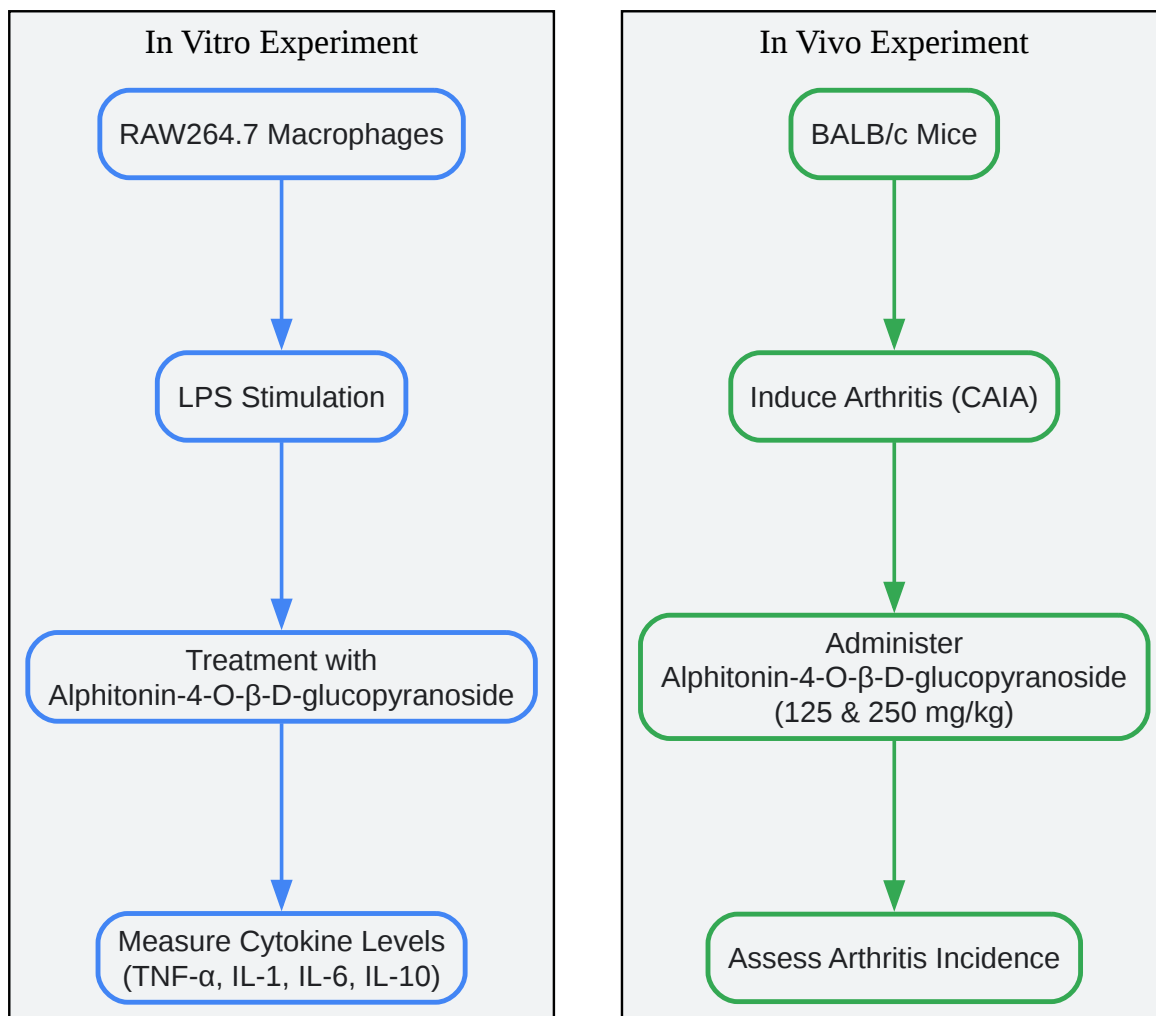 In Vitro Experiment
RAW264.7 Macrophages
LPS Stimulation
Treatment with
Alphitonin-4-O-β-D-glucopyranoside
Measure Cytokine Levels
(TNF-α, IL-1, IL-6, IL-10)
In Vivo Experiment
BALB/c Mice
Induce Arthritis (CAIA)
Administer
Alphitonin-4-O-β-D-glucopyranoside
(125 & 250 mg/kg)
Assess Arthritis Incidence